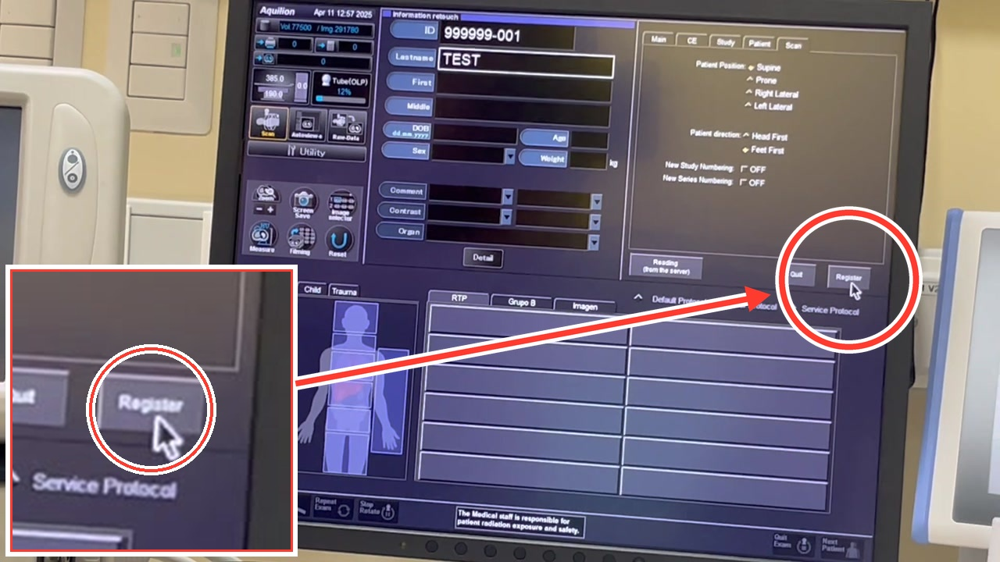 Aquilion Apr 11 12:57 2025
Vol.77500 / Img 291780
0 0
0
385.0
190.0
0.0
Tube(OLP)
12%
Scan
Autoview+
Raw-Data
Utility
Zoom
Screen Save
Image selector
Measure
Filming
Reset
Information retouch
ID 999999-001
Lastname TEST
First
Middle
DOB
dd.mm.yyyy
Age
Sex
Weight kg
Comment
Contrast
Organ
Detail
Main CE Study Patient Scan
Patient Position: Supine
Prone
Right Lateral
Left Lateral
Patient direction: Head First
Feet First
New Study Numbering: OFF
New Series Numbering: OFF
Reading
(from the server)
Quit
Register
Child Trauma
RTP Grupo B Imagen
Default Protocol
Service Protocol
Repeat Exam
Stop Rotate
The Medical staff is responsible for
patient radiation exposure and safety.
Quit Exam
Next Patient
Register
Service Protocol